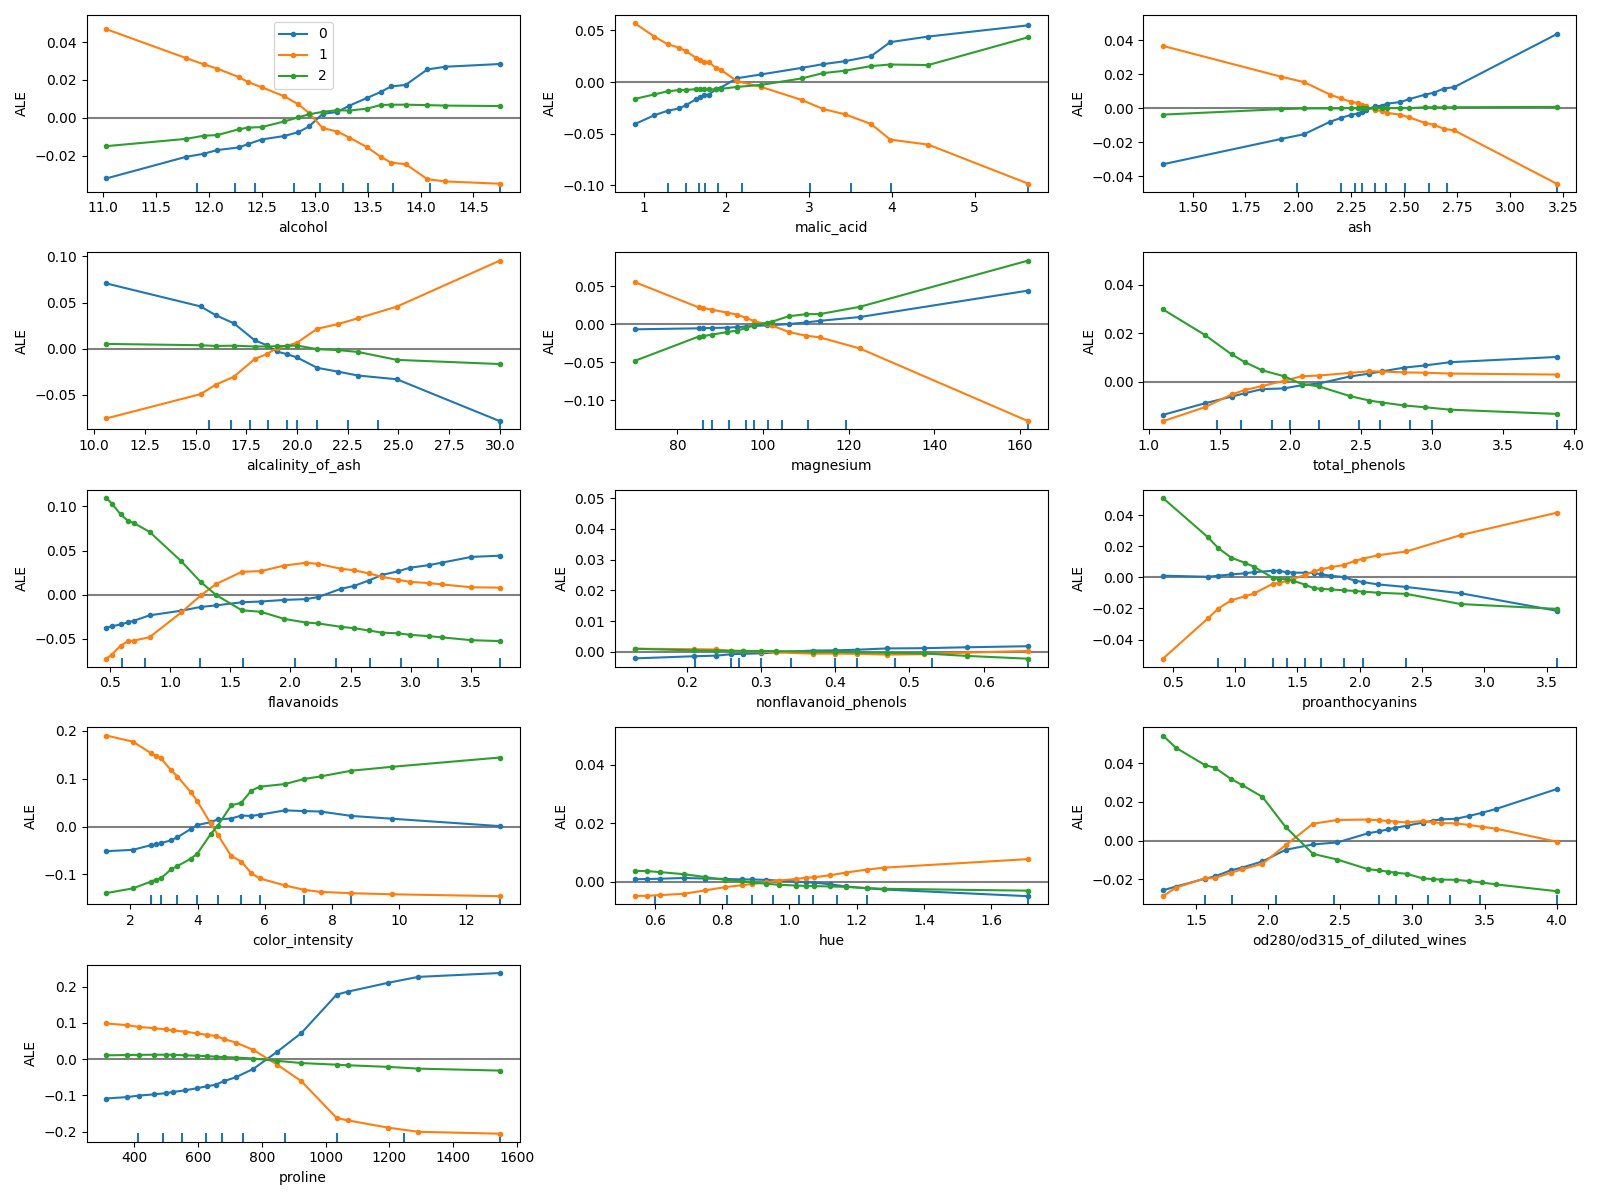 0.04
0.02
0.00
−0.02
ALE
0
1
2
11.0 11.5 12.0 12.5 13.0 13.5 14.0 14.5
alcohol
0.05
0.00
−0.05
−0.10
ALE
1 2 3 4 5
malic_acid
0.04
0.02
0.00
−0.02
−0.04
ALE
1.50 1.75 2.00 2.25 2.50 2.75 3.00 3.25
ash
0.10
0.05
0.00
−0.05
ALE
10.0 12.5 15.0 17.5 20.0 22.5 25.0 27.5 30.0
alcalinity_of_ash
0.05
0.00
−0.05
−0.10
ALE
80 100 120 140 160
magnesium
0.04
0.02
0.00
ALE
1.0 1.5 2.0 2.5 3.0 3.5 4.0
total_phenols
0.10
0.05
0.00
−0.05
ALE
0.5 1.0 1.5 2.0 2.5 3.0 3.5
flavanoids
0.05
0.04
0.03
0.02
0.01
0.00
ALE
0.2 0.3 0.4 0.5 0.6
nonflavanoid_phenols
0.04
0.02
0.00
−0.02
−0.04
ALE
0.5 1.0 1.5 2.0 2.5 3.0 3.5
proanthocyanins
0.2
0.1
0.0
−0.1
ALE
2 4 6 8 10 12
color_intensity
0.04
0.02
0.00
ALE
0.6 0.8 1.0 1.2 1.4 1.6
hue
0.04
0.02
0.00
−0.02
ALE
1.5 2.0 2.5 3.0 3.5 4.0
od280/od315_of_diluted_wines
0.2
0.1
0.0
−0.1
−0.2
ALE
400 600 800 1000 1200 1400 1600
proline